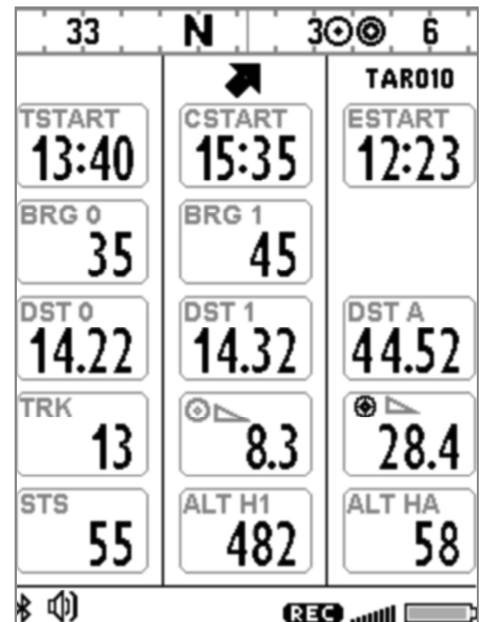 33 N 3 6
TAR010
TSTART CSTART ESTART
13:40 15:35 12:23
BRG 0 BRG 1
35 45
DST 0 DST 1 DST A
14.22 14.32 44.52
TRK
13 8.3 28.4
STS ALT H1 ALT HA
55 482 58
REC